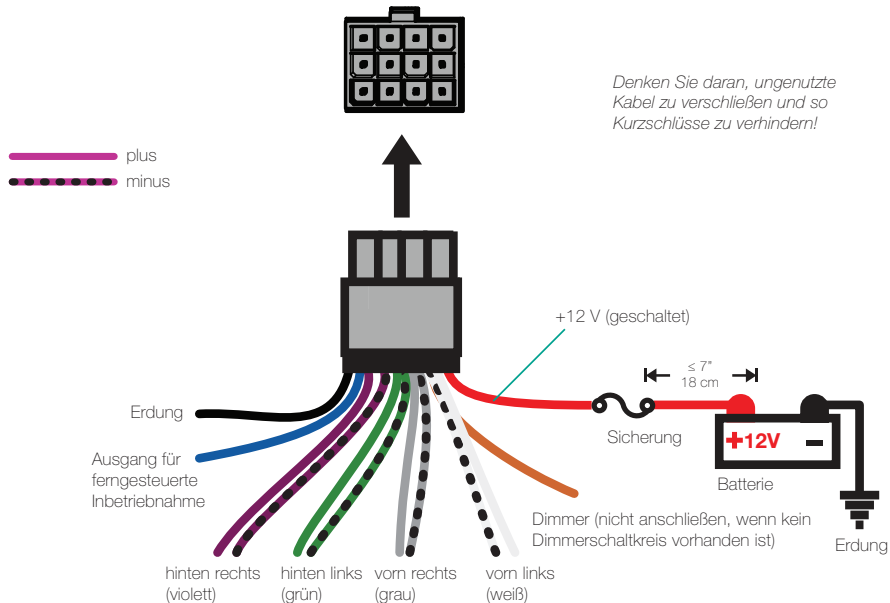 Denken Sie daran, ungenutzte
Kabel zu verschließen und so
Kurzschlüsse zu verhindern!
plus
minus
+12 V (geschaltet)
≤ 7"
18 cm
Erdung
Sicherung
+12V -
Ausgang für
ferngesteuerte
Inbetriebnahme
Batterie
Dimmer (nicht anschließen, wenn kein
Dimmerschaltkreis vorhanden ist)
Erdung
hinten rechts
(violett)
hinten links
(grün)
vorn rechts
(grau)
vorn links
(weiß)